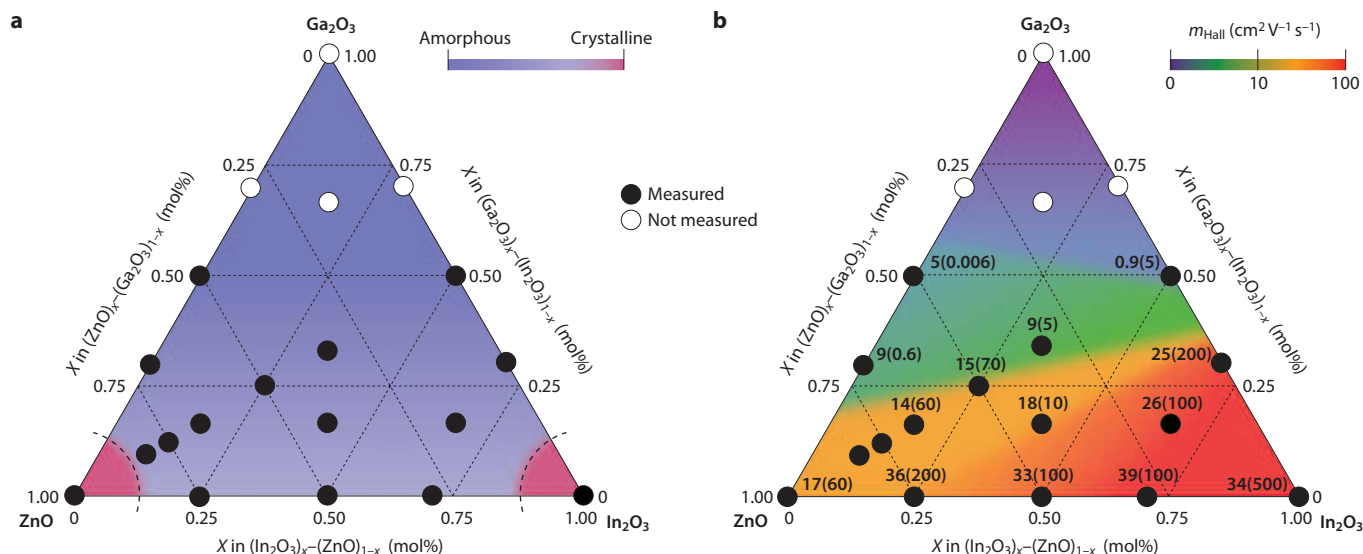 a
Ga₂O₃
Amorphous
Crystalline
0
1.00
0.25
0.75
X in (ZnO)ₓ–(Ga₂O₃)₁₋ₓ (mol%)
X in (Ga₂O₃)ₓ–(In₂O₃)₁₋ₓ (mol%)
0.50
0.50
0.75
0.25
1.00
0
ZnO
0
0.25
0.50
0.75
1.00
In₂O₃
X in (In₂O₃)ₓ–(ZnO)₁₋ₓ (mol%)
Measured
Not measured
b
Ga₂O₃
m_Hall (cm² V⁻¹ s⁻¹)
0
10
100
0
1.00
0.25
0.75
X in (ZnO)ₓ–(Ga₂O₃)₁₋ₓ (mol%)
X in (Ga₂O₃)ₓ–(In₂O₃)₁₋ₓ (mol%)
0.50
5(0.006)
0.9(5)
0.50
9(5)
9(0.6)
15(70)
25(200)
0.75
0.25
14(60)
18(10)
26(100)
1.00
17(60)
36(200)
33(100)
39(100)
34(500)
0
ZnO
0
0.25
0.50
0.75
1.00
In₂O₃
X in (In₂O₃)ₓ–(ZnO)₁₋ₓ (mol%)